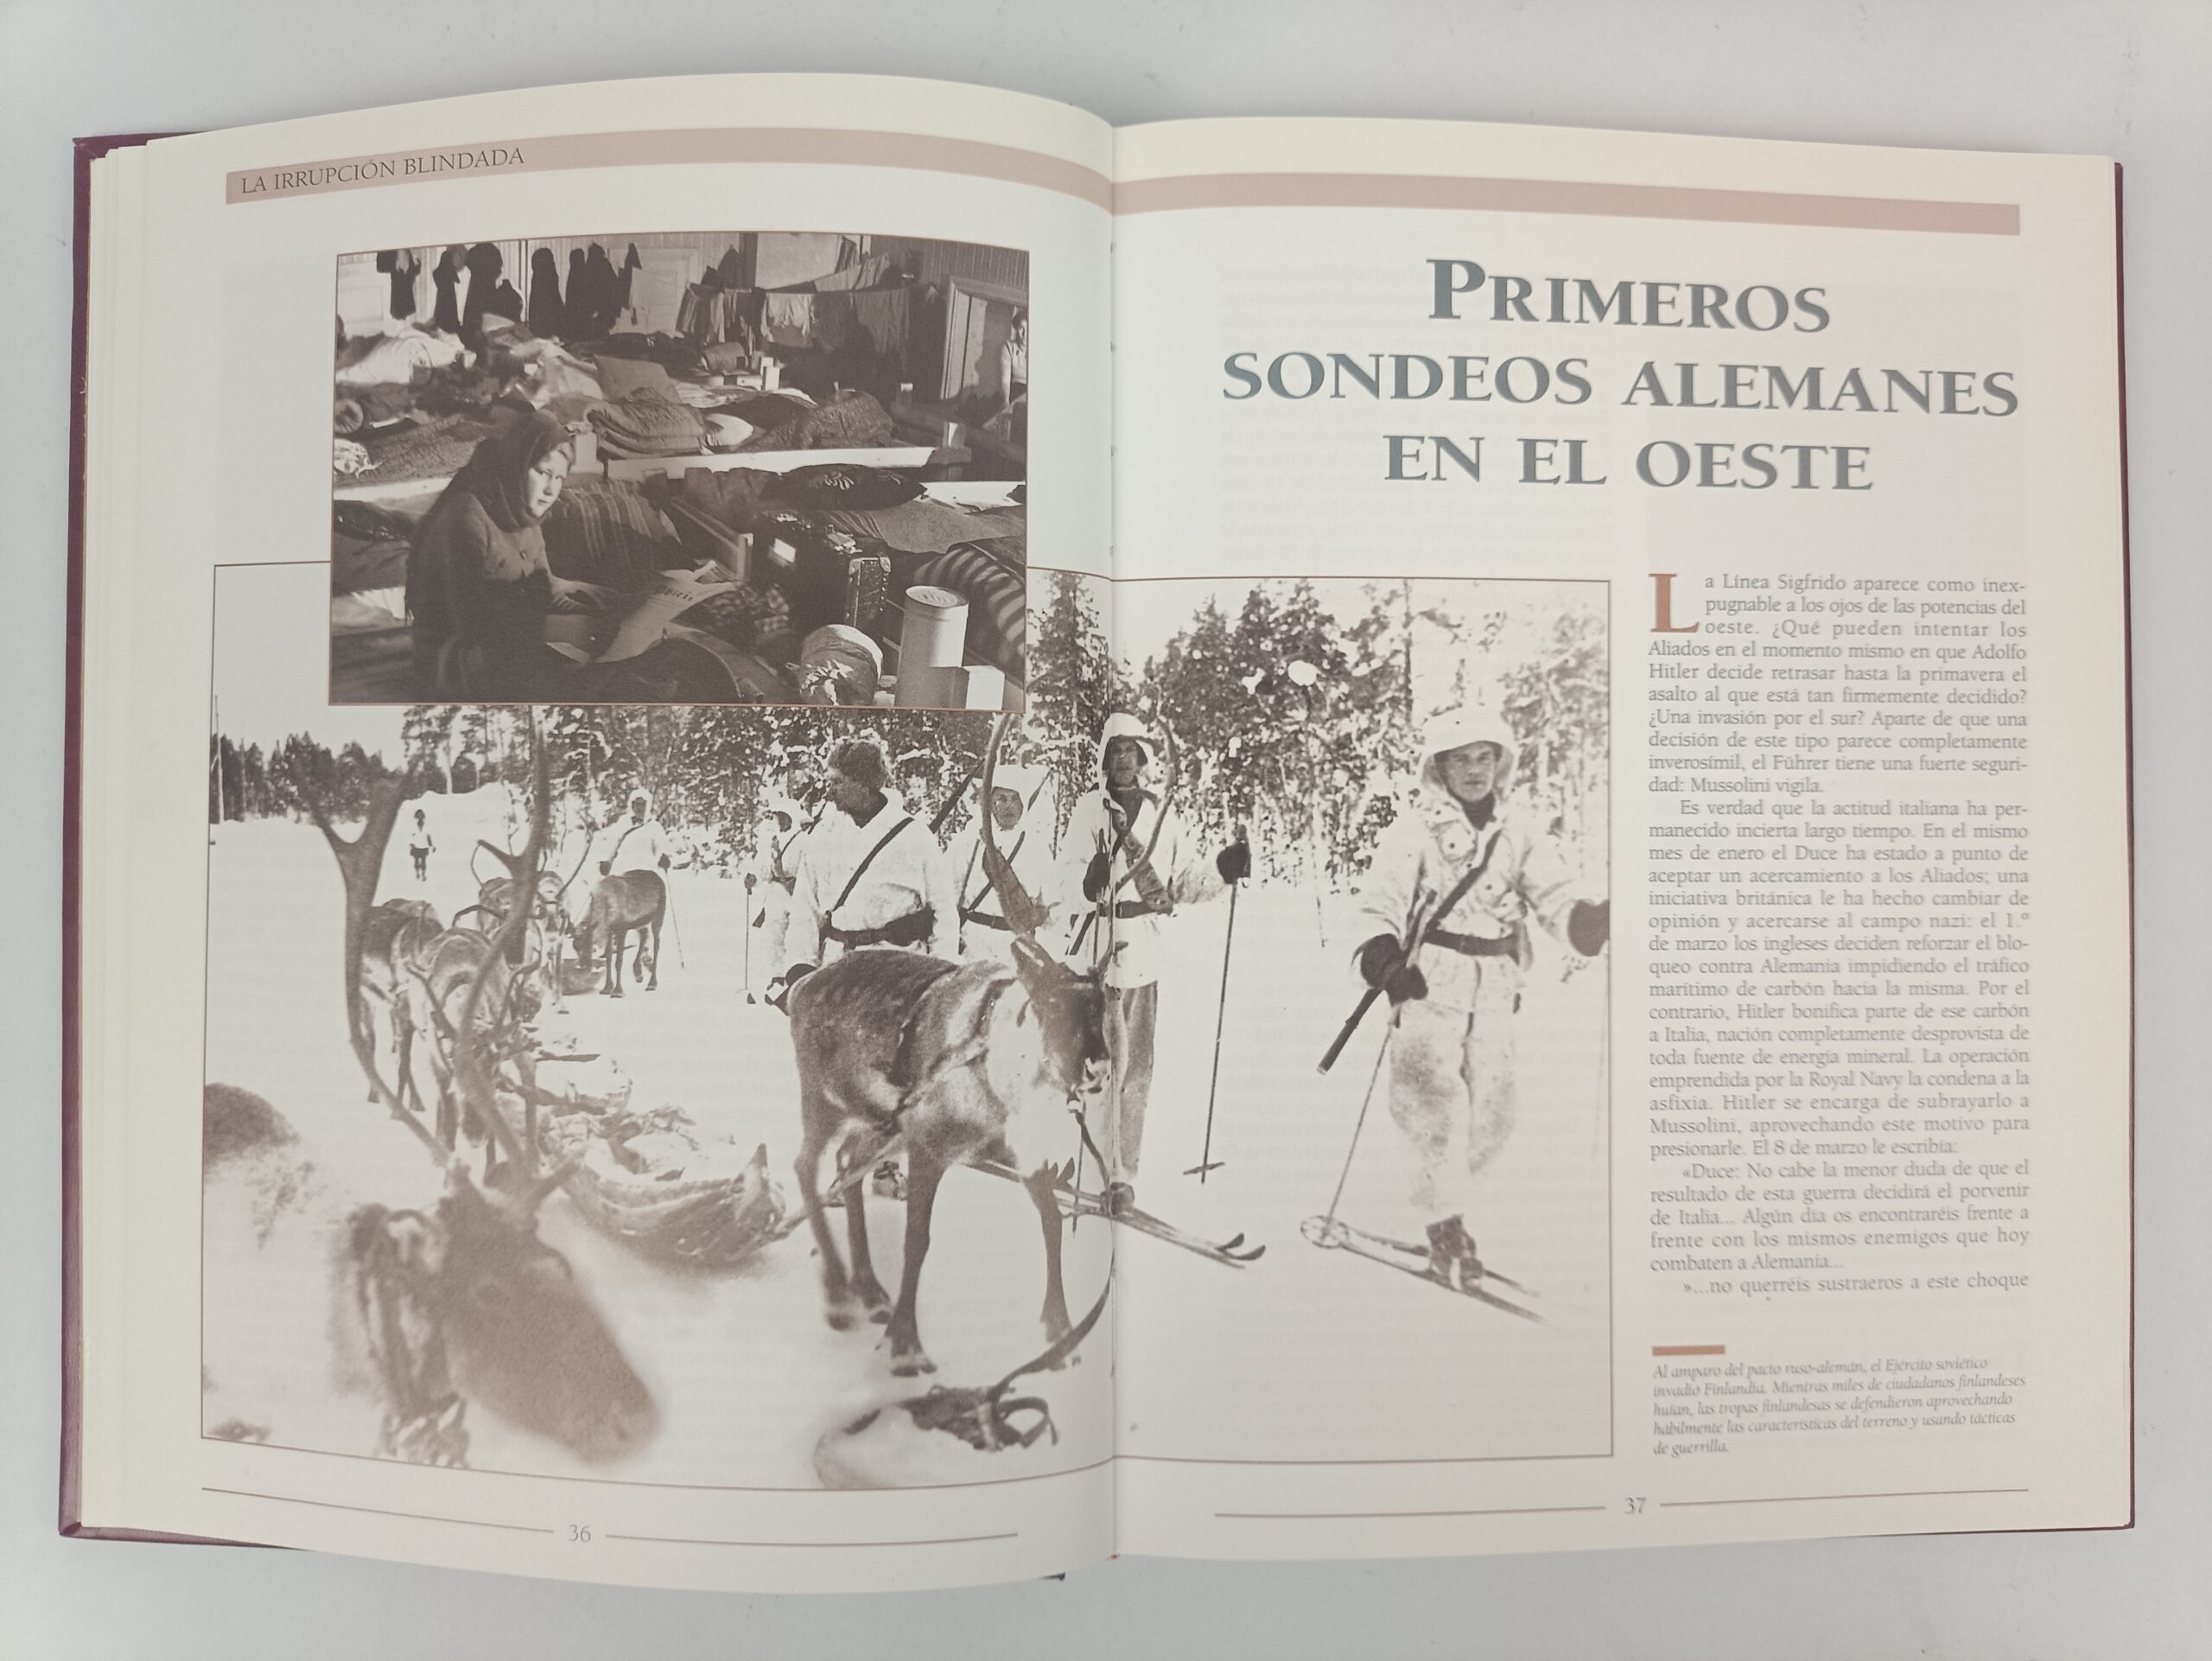 LA IRRUPCIÓN BLINDADA
PRIMEROS
SONDEOS ALEMANES
EN EL OESTE
La Línea Sigfrido aparece como inex-
pugnable a los ojos de las potencias del
oeste. ¿Qué pueden intentar los
Aliados en el momento mismo en que Adolfo
Hitler decide retrasar hasta la primavera el
asalto al que está tan firmemente decidido?
¿Una invasión por el sur? Aparte de que una
decisión de este tipo parece completamente
inverosímil, el Führer tiene una fuerte seguri-
dad: Mussolini vigila.
Es verdad que la actitud italiana ha per-
manecido incierta largo tiempo. En el mismo
mes de enero el Duce ha estado a punto de
aceptar un acercamiento a los Aliados; una
iniciativa británica le ha hecho cambiar de
opinión y acercarse al campo nazi: el 1.º
de marzo los ingleses deciden reforzar el blo-
queo contra Alemania impidiendo el tráfico
marítimo de carbón hacia la misma. Por el
contrario, Hitler bonifica parte de ese carbón
a Italia, nación completamente desprovista de
toda fuente de energía mineral. La operación
emprendida por la Royal Navy la condena a la
asfixia. Hitler se encarga de subrayarlo a
Mussolini, aprovechando este motivo para
presionarle. El 8 de marzo le escribía:
«Duce: No cabe la menor duda de que el
resultado de esta guerra decidirá el porvenir
de Italia... Algún día os encontraréis frente a
frente con los mismos enemigos que hoy
combaten a Alemania...
»...no querréis sustraeros a este choque
Al amparo del pacto ruso-alemán, el Ejército soviético
invadió Finlandia. Mientras miles de ciudadanos finlandeses
huían, las tropas finlandesas se defendieron aprovechando
hábilmente las características del terreno y usando tácticas
de guerrilla.
36
37